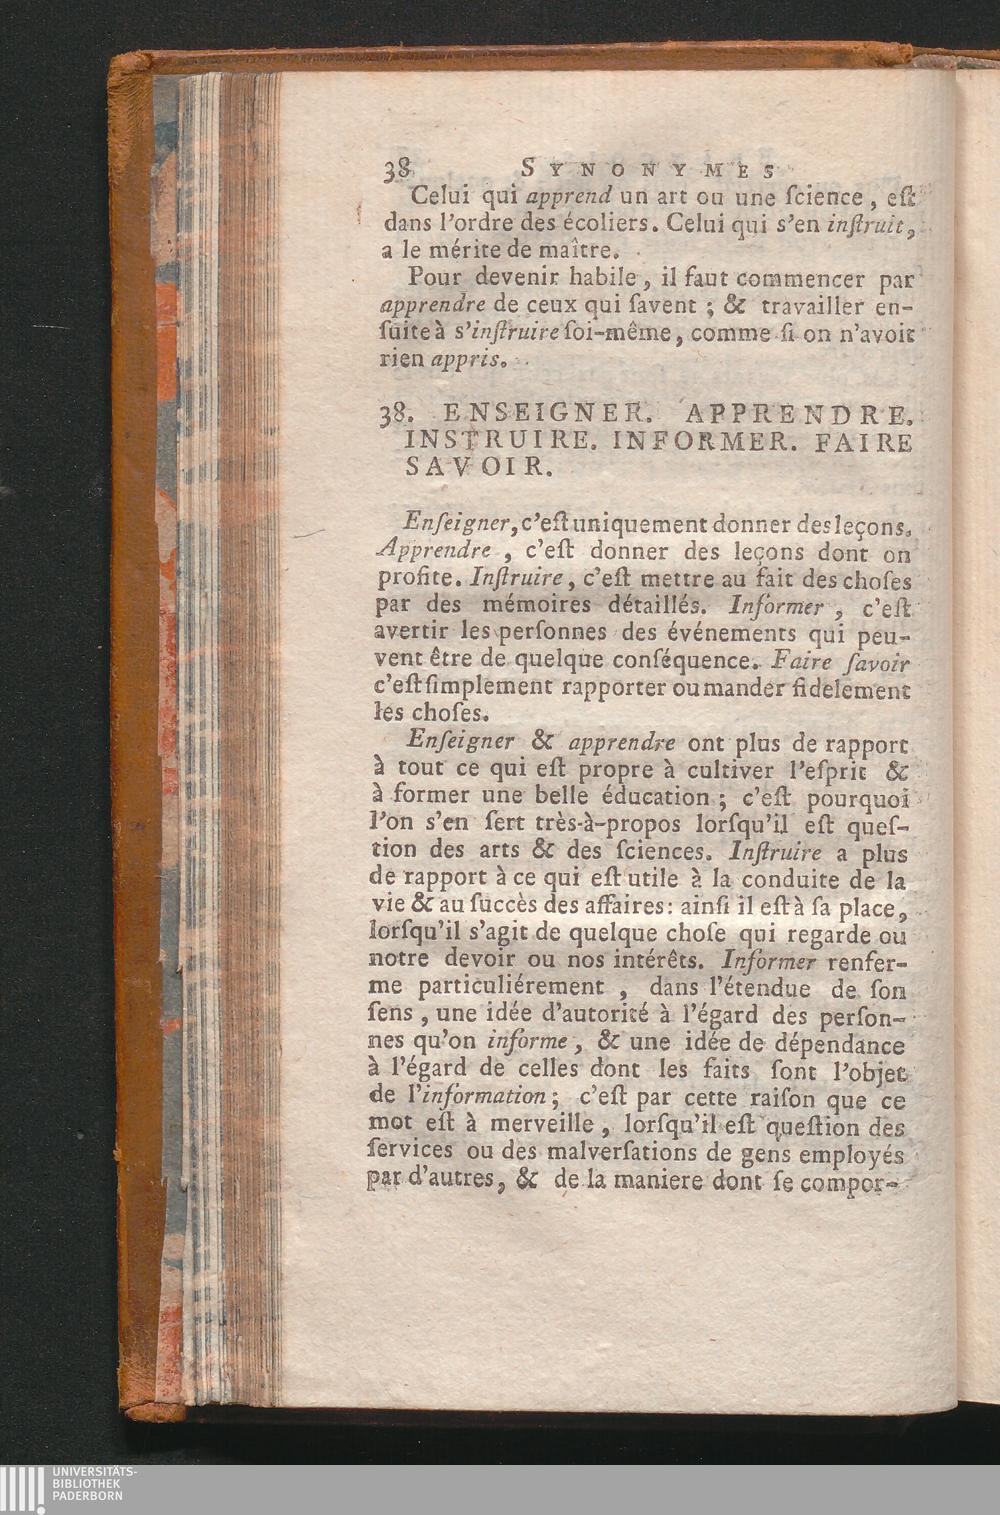 38 SYNONYMES
Celui qui apprend un art ou une ſcience, eſt
dans l'ordre des écoliers. Celui qui s'en inſtruit,
a le mérite de maître.
Pour devenir habile, il faut commencer par
apprendre de ceux qui ſavent ; & travailler en-
ſuite à s'inſtruire ſoi-même, comme ſi on n'avoit
rien appris.
38. ENSEIGNER. APPRENDRE.
INSTRUIRE. INFORMER. FAIRE
SAVOIR.
Enſeigner, c'eſt uniquement donner des leçons.
Apprendre , c'eſt donner des leçons dont on
profite. Inſtruire, c'eſt mettre au fait des choſes
par des mémoires détaillés. Informer , c'eſt
avertir les perſonnes des événements qui peu-
vent être de quelque conſéquence. Faire ſavoir
c'eſt ſimplement rapporter ou mander fidelement
les choſes.
Enſeigner & apprendre ont plus de rapport
à tout ce qui eſt propre à cultiver l'eſprit &
à former une belle éducation ; c'eſt pourquoi
l'on s'en ſert très-à-propos lorſqu'il eſt queſ-
tion des arts & des ſciences. Inſtruire a plus
de rapport à ce qui eſt utile à la conduite de la
vie & au ſuccès des affaires: ainſi il eſt à ſa place,
lorſqu'il s'agit de quelque choſe qui regarde ou
notre devoir ou nos intérêts. Informer renfer-
me particuliérement , dans l'étendue de ſon
ſens , une idée d'autorité à l'égard des perſon-
nes qu'on informe , & une idée de dépendance
à l'égard de celles dont les faits ſont l'objet
de l'information ; c'eſt par cette raiſon que ce
mot eſt à merveille , lorſqu'il eſt queſtion des
ſervices ou des malverſations de gens employés
par d'autres, & de la maniere dont ſe compor-
UNIVERSITÄTS-
BIBLIOTHEK
PADERBORN